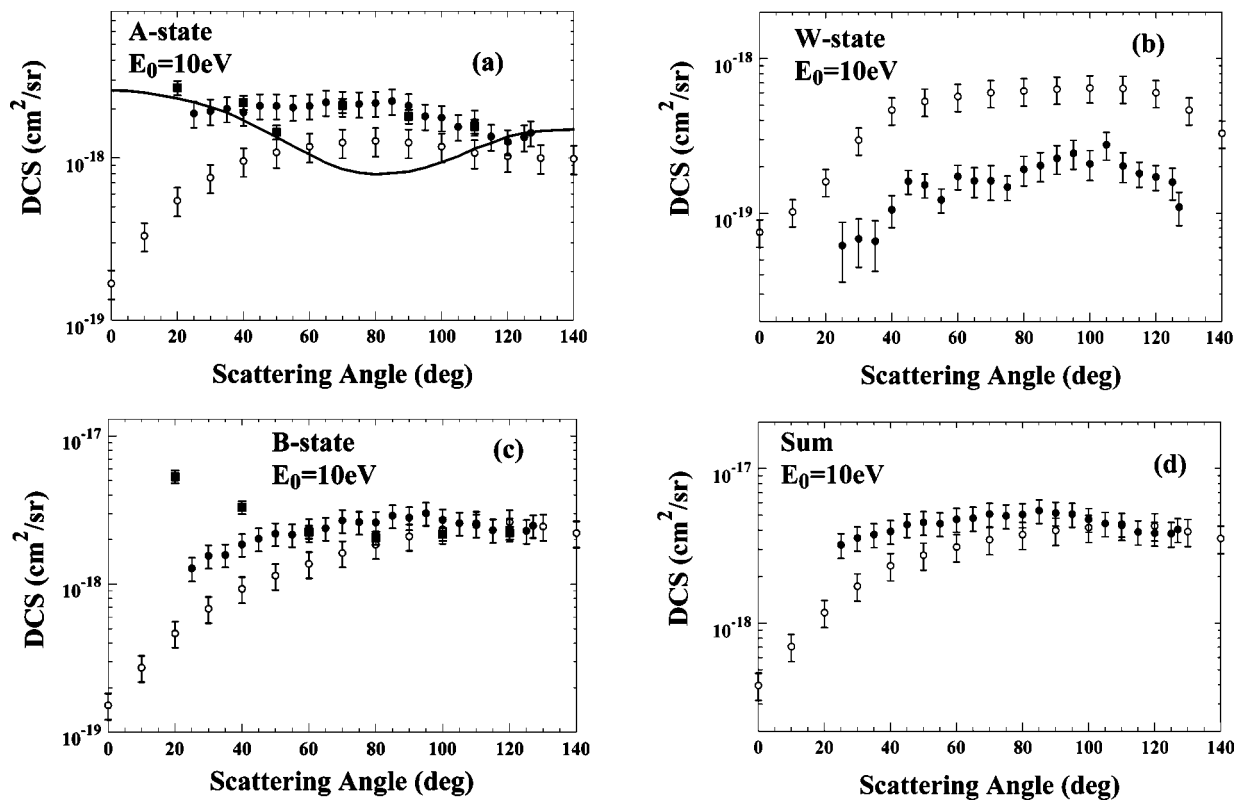 A-state
E₀=10eV
(a)
DCS (cm²/sr)
10⁻¹⁸
10⁻¹⁹
0 20 40 60 80 100 120 140
Scattering Angle (deg)
W-state
E₀=10eV
(b)
DCS (cm²/sr)
10⁻¹⁸
10⁻¹⁹
0 20 40 60 80 100 120 140
Scattering Angle (deg)
B-state
E₀=10eV
(c)
DCS (cm²/sr)
10⁻¹⁷
10⁻¹⁸
10⁻¹⁹
0 20 40 60 80 100 120 140
Scattering Angle (deg)
Sum
E₀=10eV
(d)
DCS (cm²/sr)
10⁻¹⁷
10⁻¹⁸
0 20 40 60 80 100 120 140
Scattering Angle (deg)